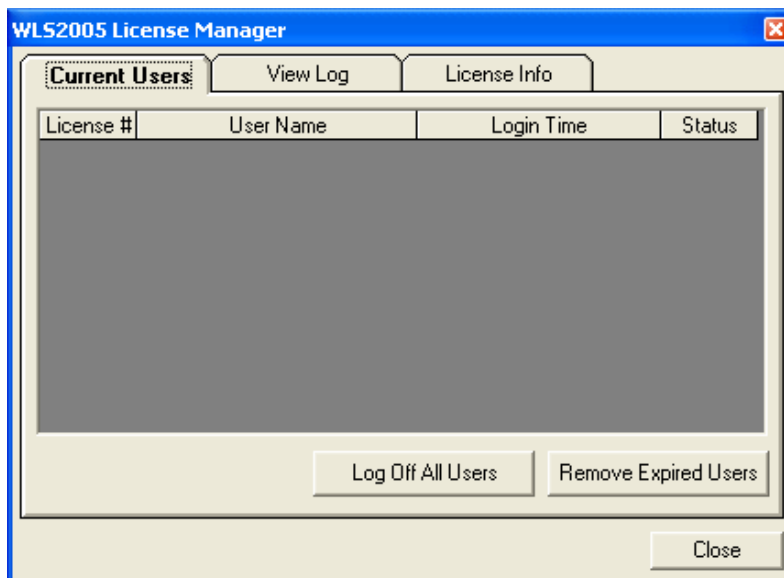 WLS2005 License Manager
Current Users View Log License Info
License # User Name Login Time Status
Log Off All Users Remove Expired Users
Close